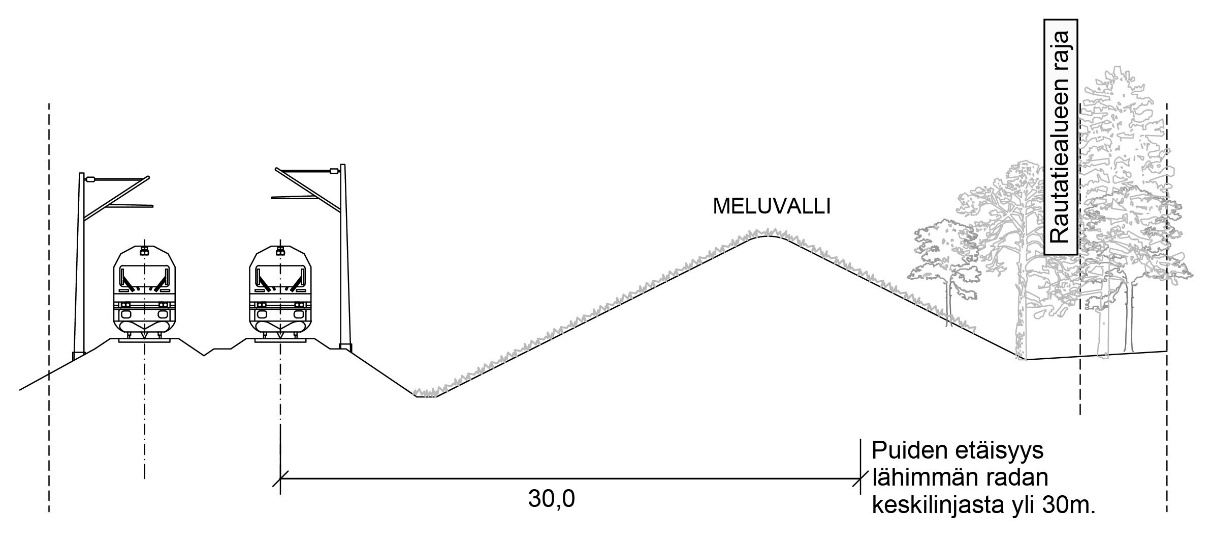 Rautatiealueen raja
MELUVALLI
Puiden etäisyys
lähimmän radan
keskilinjasta yli 30m.
30,0